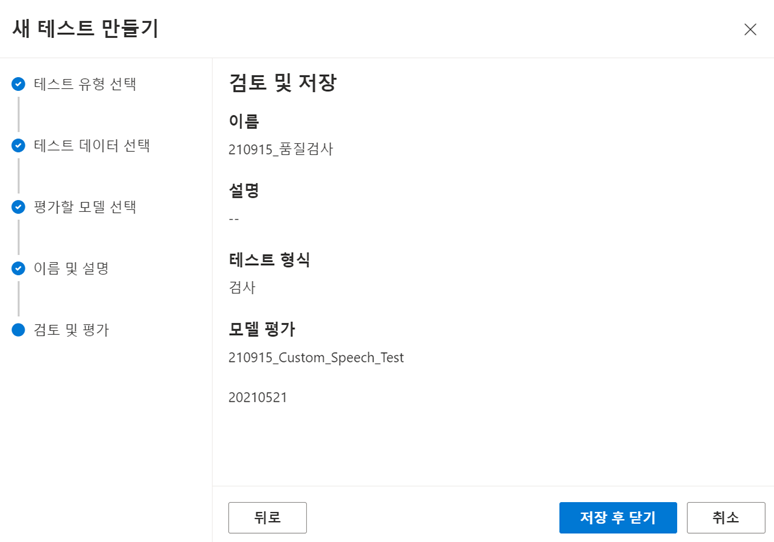 새 테스트 만들기
테스트 유형 선택
테스트 데이터 선택
평가할 모델 선택
이름 및 설명
검토 및 평가
검토 및 저장
이름
210915_품질검사
설명
--
테스트 형식
검사
모델 평가
210915_Custom_Speech_Test
20210521
뒤로
저장 후 닫기
취소